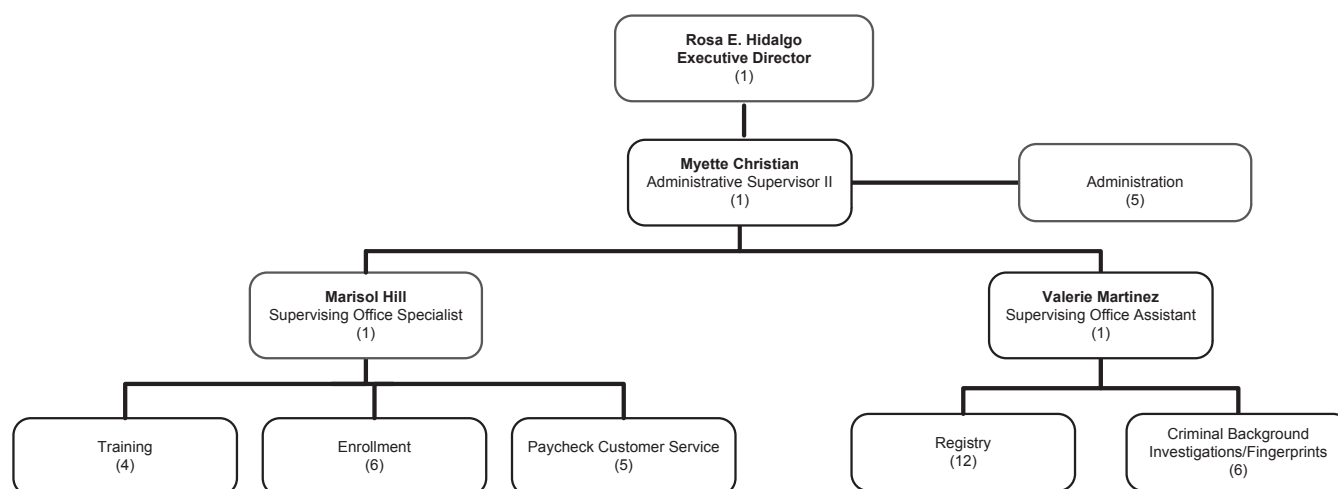 Rosa E. Hidalgo
Executive Director
(1)
Myette Christian
Administrative Supervisor II
(1)
Administration
(5)
Marisol Hill
Supervising Office Specialist
(1)
Valerie Martinez
Supervising Office Assistant
(1)
Training
(4)
Enrollment
(6)
Paycheck Customer Service
(5)
Registry
(12)
Criminal Background
Investigations/Fingerprints
(6)